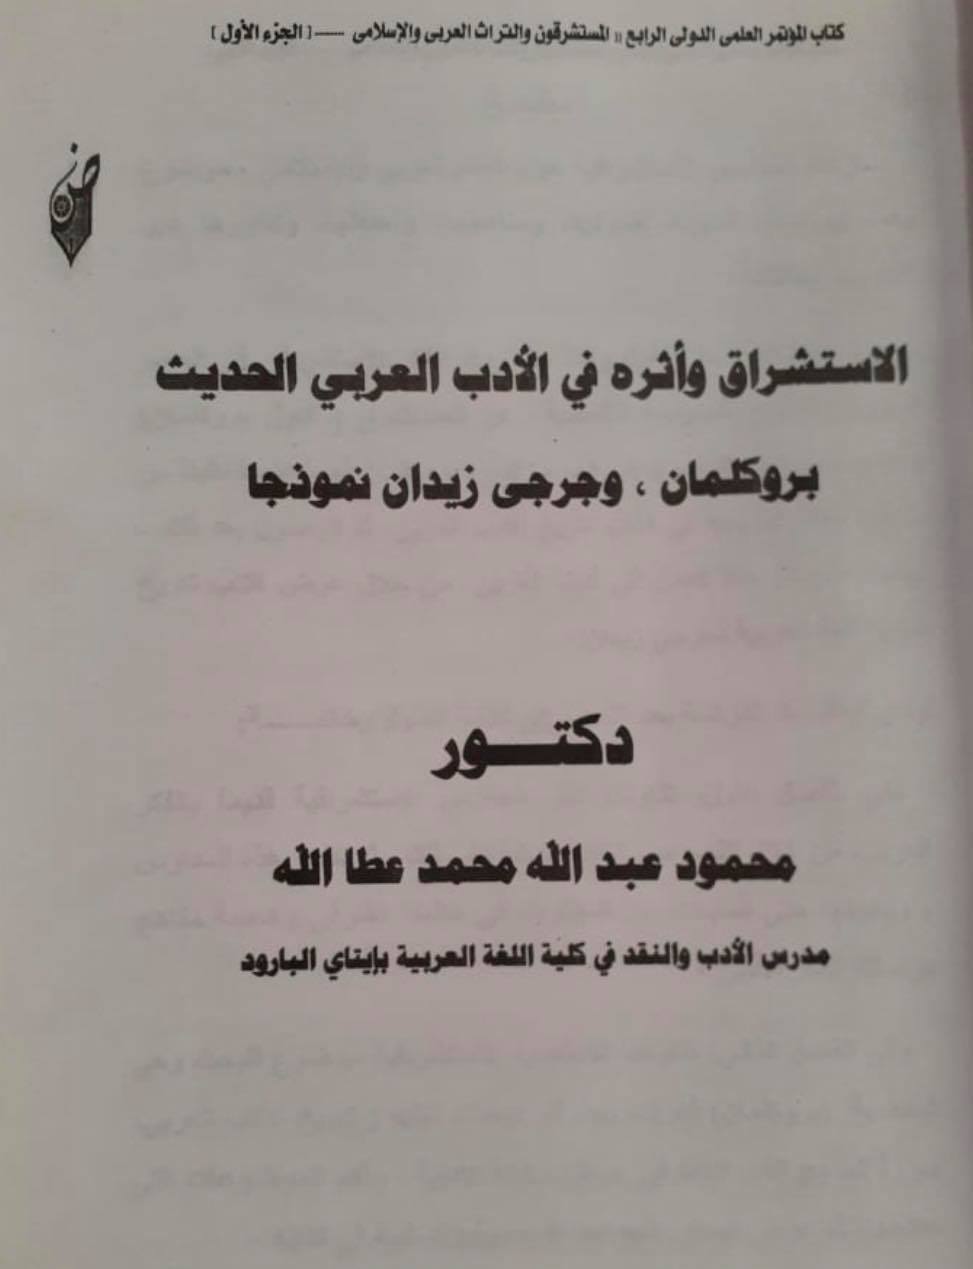 كتاب المؤتمر العلمى الدولى الرابع " المستشرقون والتراث العربى والإسلامى ——[ الجزء الأول ]
ض
الاستشراق وأثره في الأدب العربي الحديث
بروكلمان ، وجرجى زيدان نموذجا
دكتـــور
محمود عبد الله محمد عطا الله
مدرس الأدب والنقد في كلية اللغة العربية بإيتاي البارود